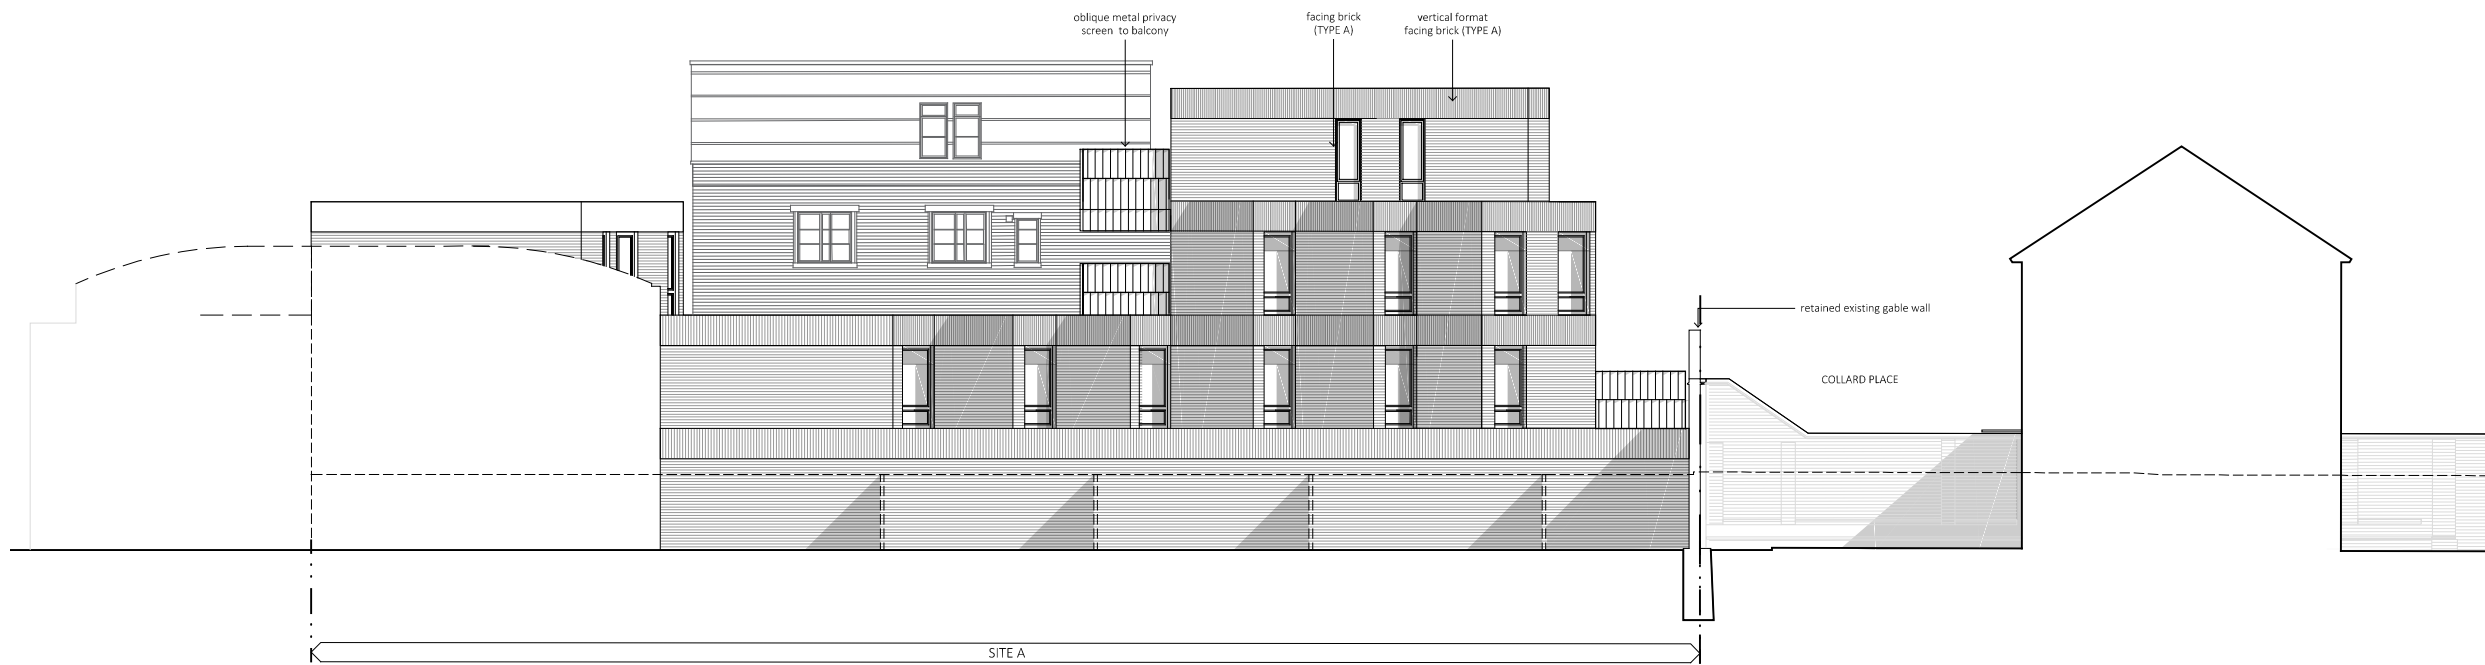 oblique metal privacy
screen to balcony
facing brick
(TYPE A)
vertical format
facing brick (TYPE A)
retained existing gable wall
COLLARD PLACE
SITE A